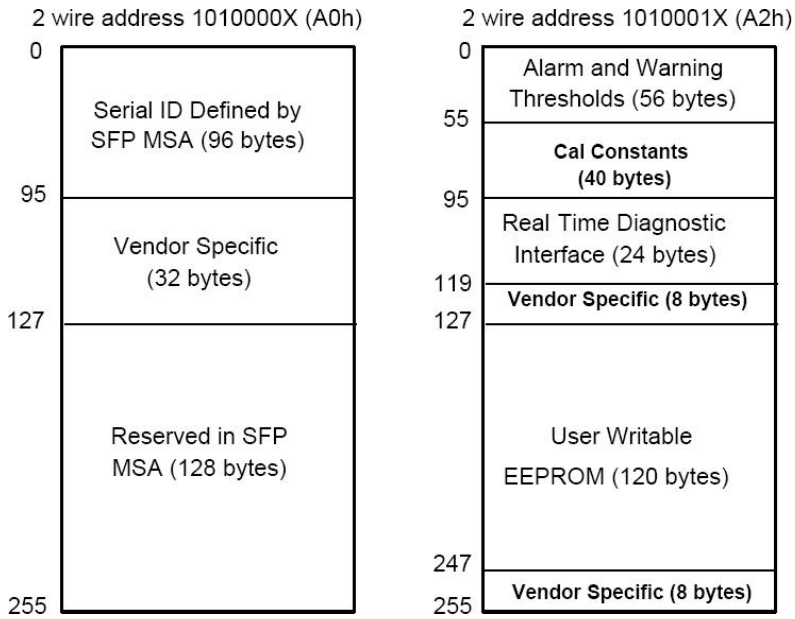 2 wire address 1010000X (A0h)
0
Serial ID Defined by
SFP MSA (96 bytes)
95
Vendor Specific
(32 bytes)
127
Reserved in SFP
MSA (128 bytes)
255
2 wire address 1010001X (A2h)
0
Alarm and Warning
Thresholds (56 bytes)
55
Cal Constants
(40 bytes)
95
Real Time Diagnostic
Interface (24 bytes)
119
Vendor Specific (8 bytes)
127
User Writable
EEPROM (120 bytes)
247
Vendor Specific (8 bytes)
255